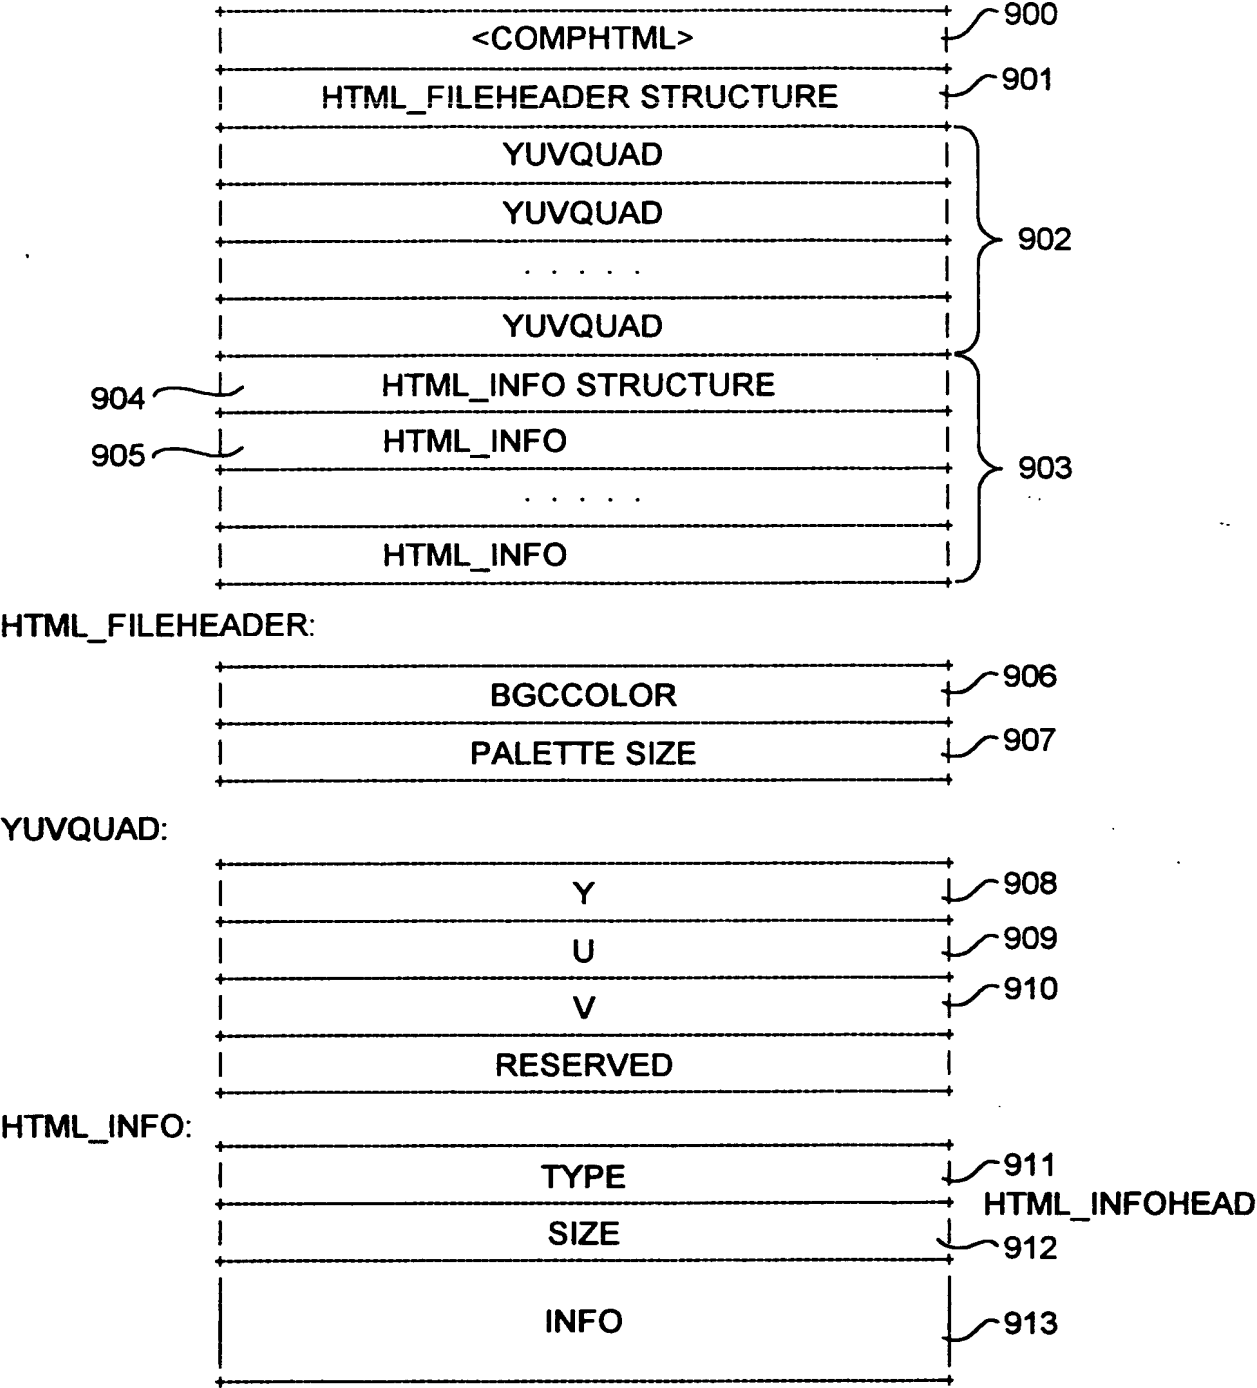 <COMPHTML> 900
HTML_FILEHEADER STRUCTURE 901
YUVQUAD
YUVQUAD
. . . . .
902
YUVQUAD
904 HTML_INFO STRUCTURE
905 HTML_INFO
903
. . . . .
HTML_INFO
HTML_FILEHEADER:
BGCCOLOR 906
PALETTE SIZE 907
YUVQUAD:
Y 908
U 909
V 910
RESERVED
HTML_INFO:
TYPE 911
HTML_INFOHEAD
SIZE 912
INFO 913